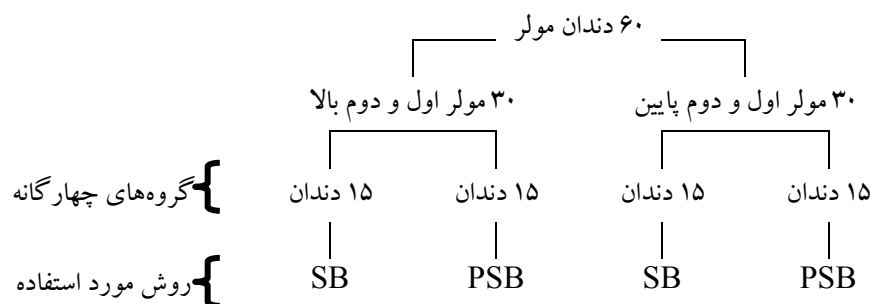 ۶۰ دندان مولر
۳۰ مولر اول و دوم پایین
۳۰ مولر اول و دوم بالا
۱۵ دندان ۱۵ دندان ۱۵ دندان ۱۵ دندان گروه‌های چهارگانه
PSB SB PSB SB روش مورد استفاده